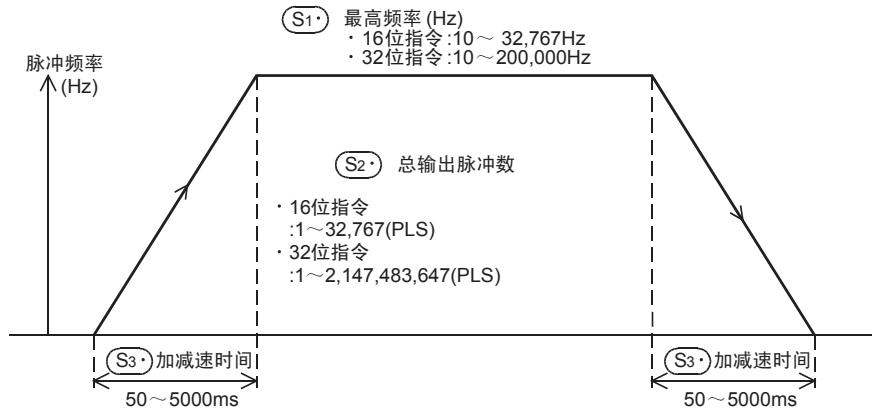 S1· 最高频率 (Hz)
· 16位指令 :10～ 32,767Hz
· 32位指令 :10～200,000Hz
脉冲频率
(Hz)
S2· 总输出脉冲数
· 16位指令
:1～32,767(PLS)
· 32位指令
:1～2,147,483,647(PLS)
S3· 加减速时间
50～5000ms
S3· 加减速时间
50～5000ms